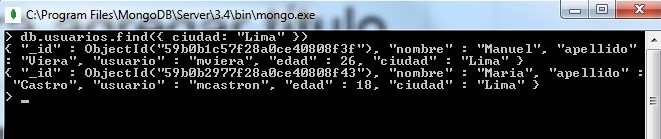 C:\Program Files\MongoDB\Server\3.4\bin\mongo.exe
> db.usuarios.find({ ciudad: "Lima" })
{ "_id" : ObjectId("59b0b1c57f28a0ce40808f3f"), "nombre" : "Manuel", "apellido"
: "Viera", "usuario" : "mviera", "edad" : 26, "ciudad" : "Lima" }
{ "_id" : ObjectId("59b0b2977f28a0ce40808f43"), "nombre" : "Maria", "apellido" :
"Castro", "usuario" : "mcastron", "edad" : 18, "ciudad" : "Lima" }
> _